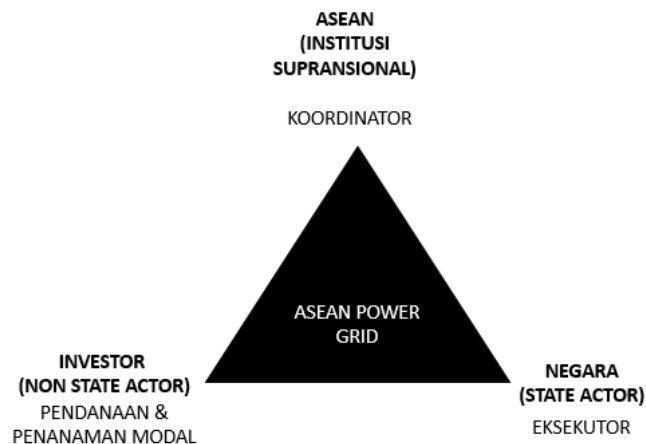 ASEAN
(INSTITUSI
SUPRANSIONAL)
KOORDINATOR
ASEAN POWER
GRID
INVESTOR
(NON STATE ACTOR)
PENDANAAN &
PENANAMAN MODAL
NEGARA
(STATE ACTOR)
EKSEKUTOR